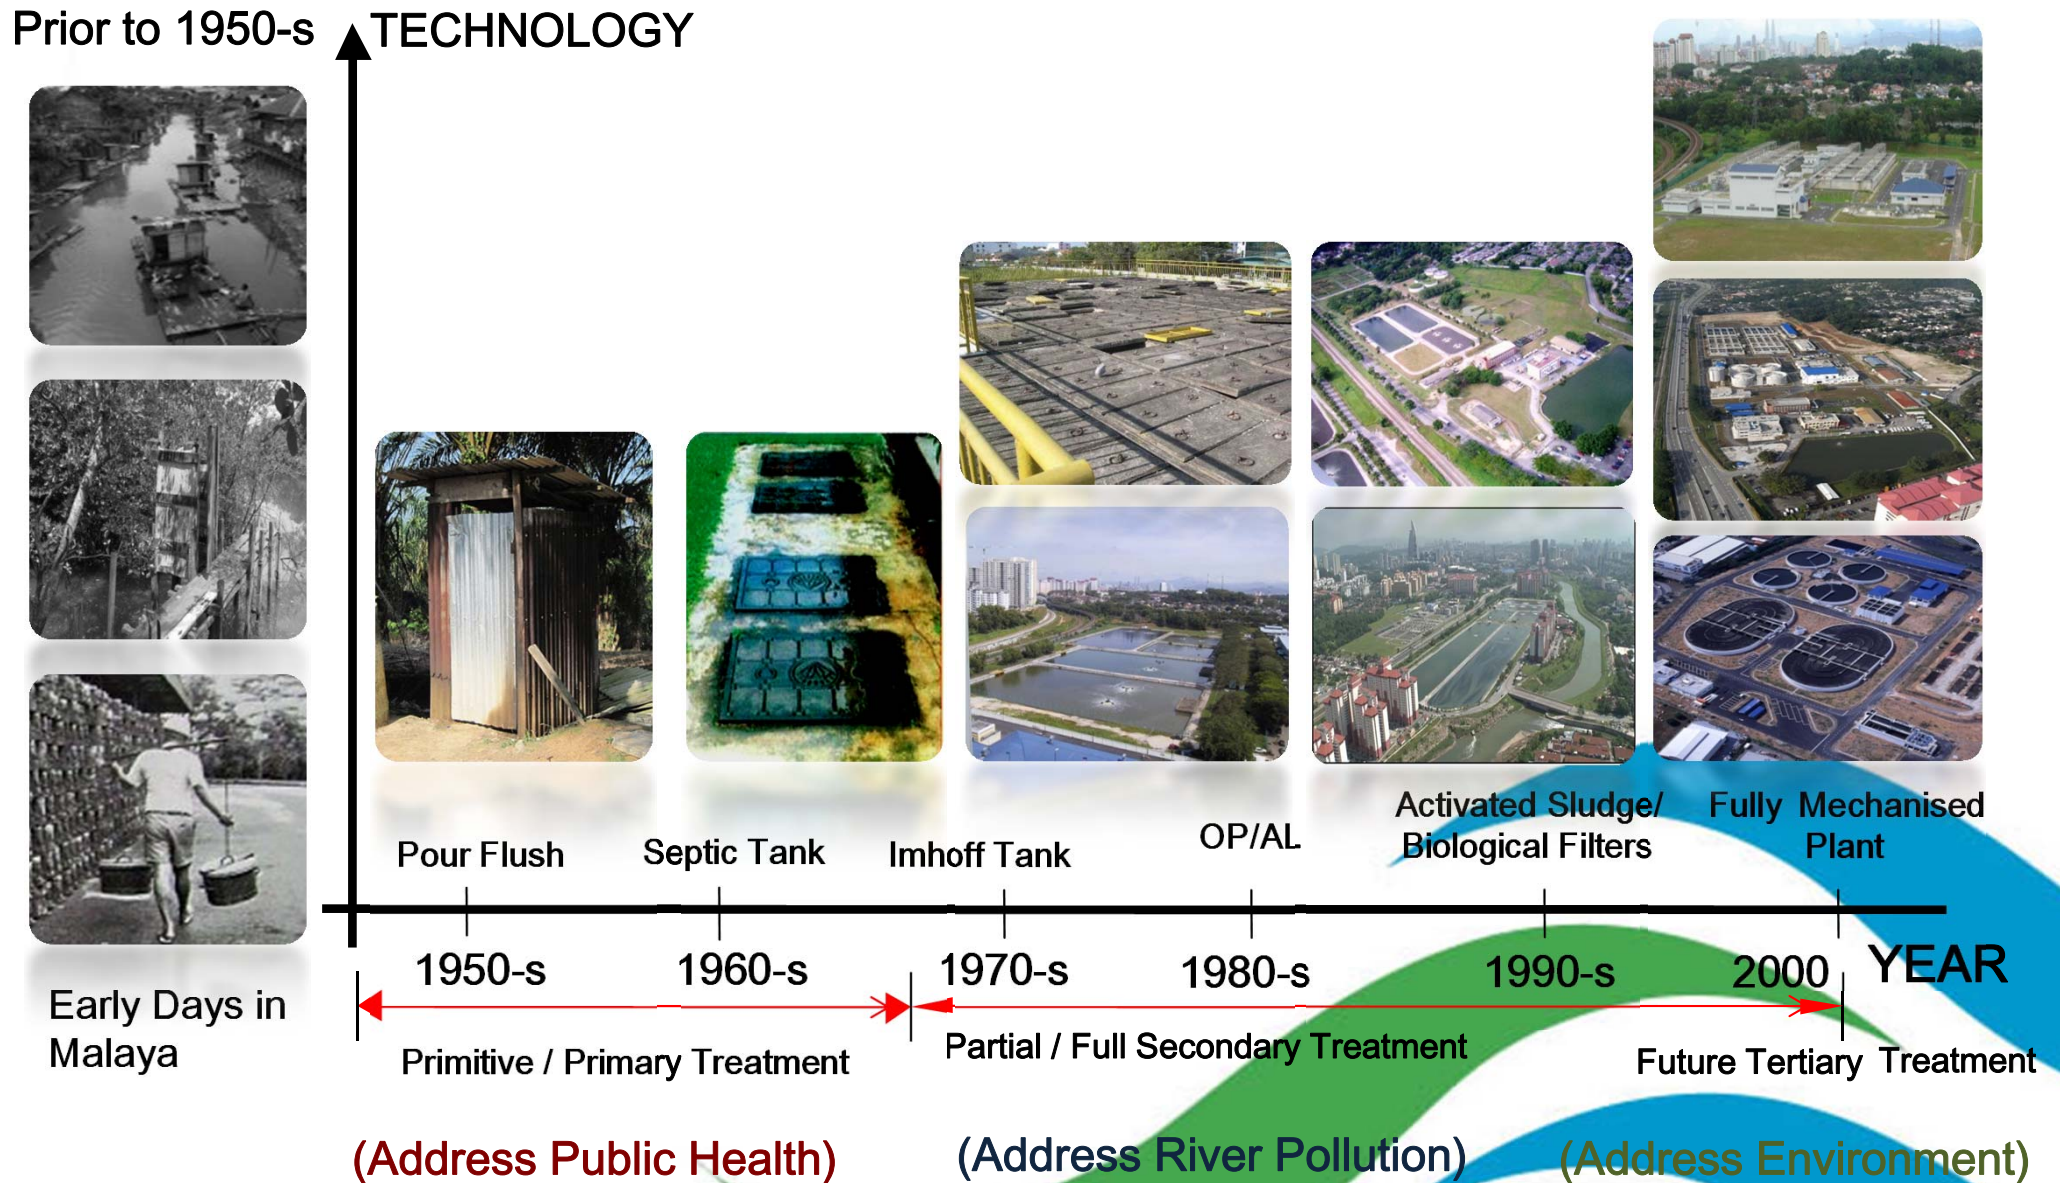 Prior to 1950-s
TECHNOLOGY
Pour Flush
Septic Tank
Imhoff Tank
OP/AL
Activated Sludge/
Biological Filters
Fully Mechanised
Plant
1950-s
1960-s
1970-s
1980-s
1990-s
2000
YEAR
Early Days in
Malaya
Primitive / Primary Treatment
Partial / Full Secondary Treatment
Future Tertiary Treatment
(Address Public Health)
(Address River Pollution)
(Address Environment)